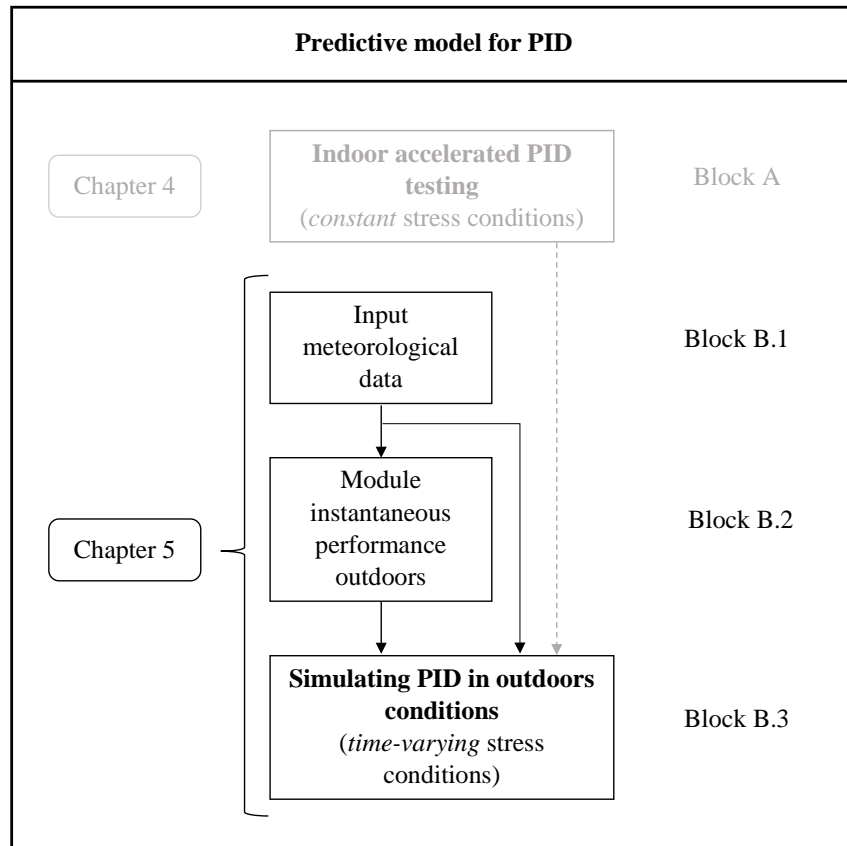 Predictive model for PID
Indoor accelerated PID
testing
(constant stress conditions)
Chapter 4
Block A
Input
meteorological
data
Block B.1
Module
instantaneous
performance
outdoors
Block B.2
Chapter 5
Simulating PID in outdoors
conditions
(time-varying stress
conditions)
Block B.3